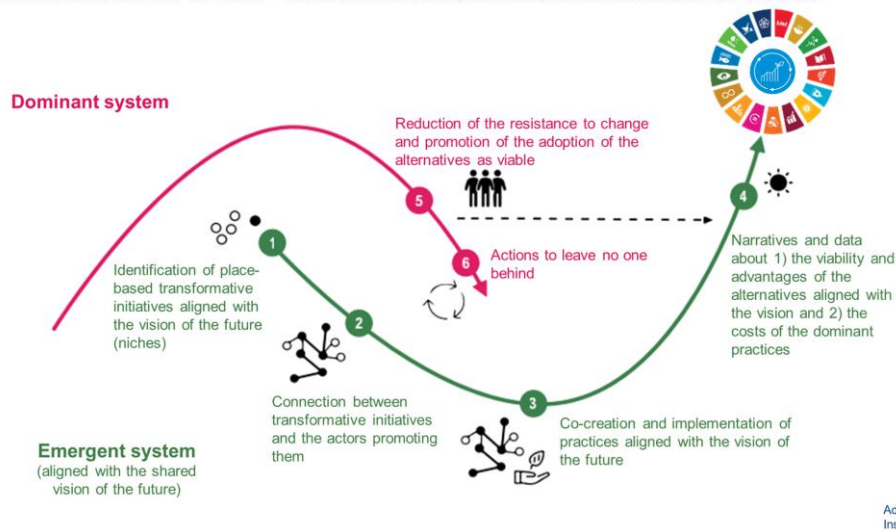 Dominant system
Reduction of the resistance to change
and promotion of the adoption of the
alternatives as viable
5
4
1
6
Actions to leave no one
behind
Identification of place-
based transformative
initiatives aligned with
the vision of the future
(niches)
Narratives and data
about 1) the viability and
advantages of the
alternatives aligned with
the vision and 2) the
costs of the dominant
practices
2
Connection between
transformative initiatives
and the actors promoting
them
3
Co-creation and implementation of
practices aligned with the vision of
the future
Emergent system
(aligned with the shared
vision of the future)